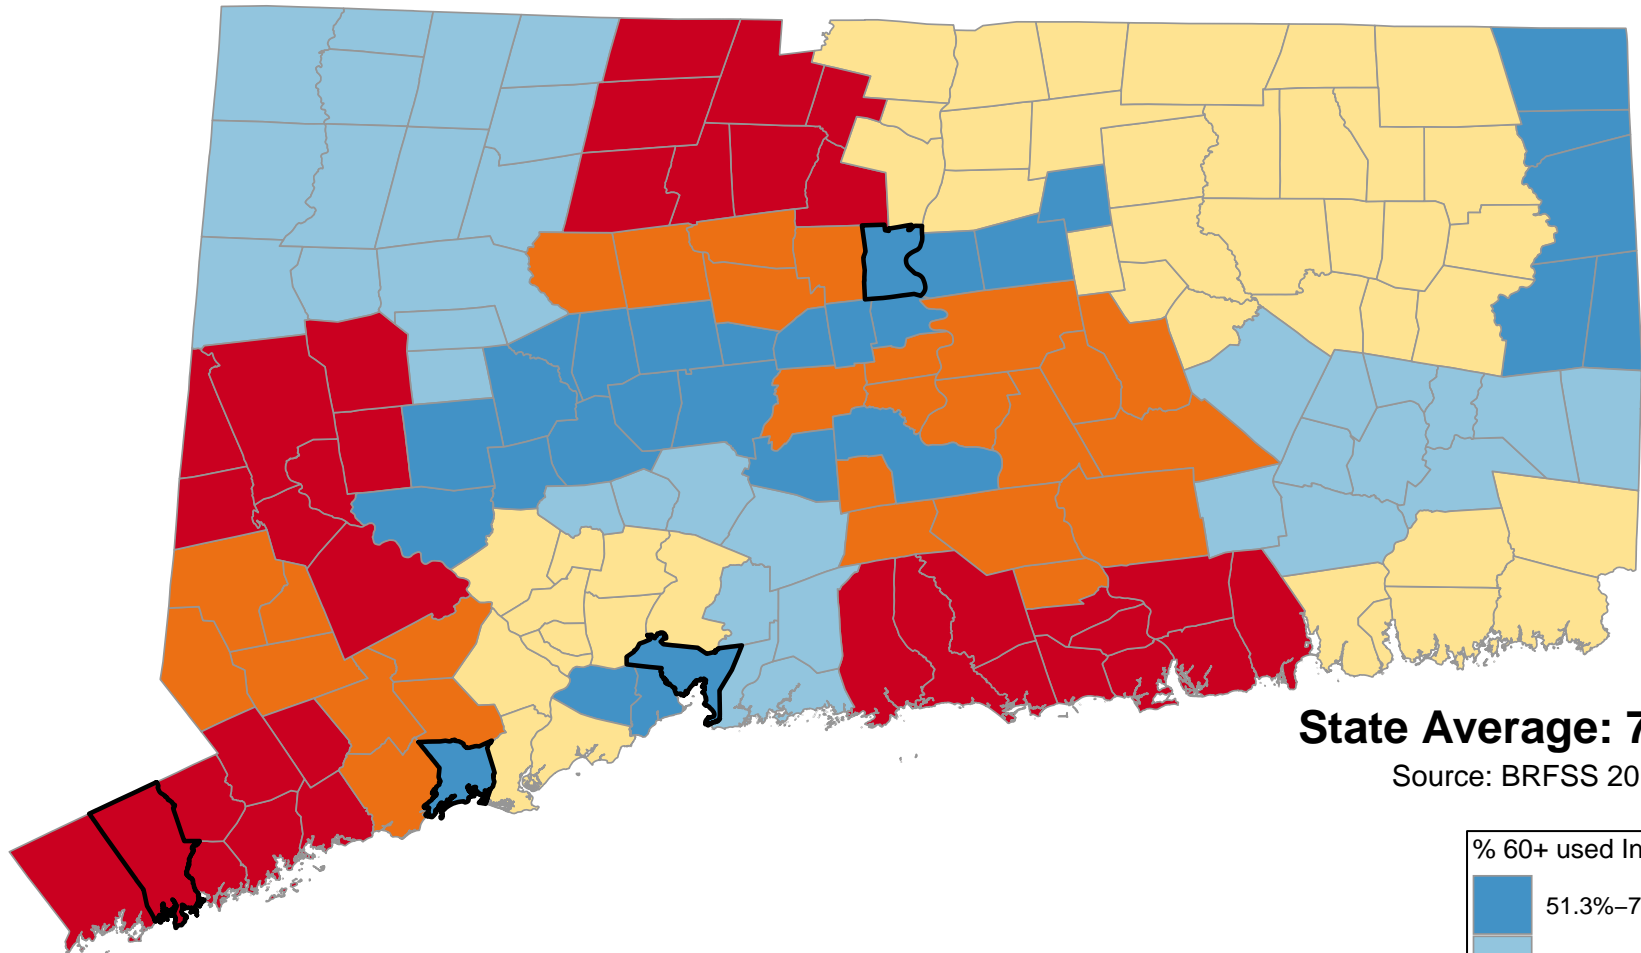 State Average: 7
Source: BRFSS 20
% 60+ used In
51.3%–7